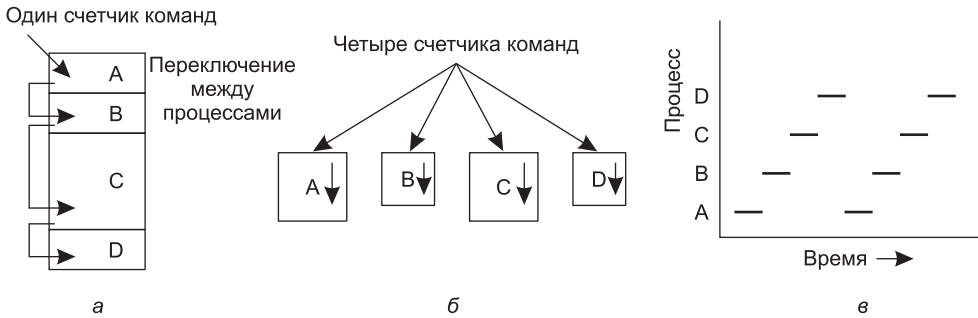 Один счетчик команд
A
B
C
D
Переключение
между
процессами
а
Четыре счетчика команд
A
B
C
D
б
Процесс
D
C
B
A
Время
в